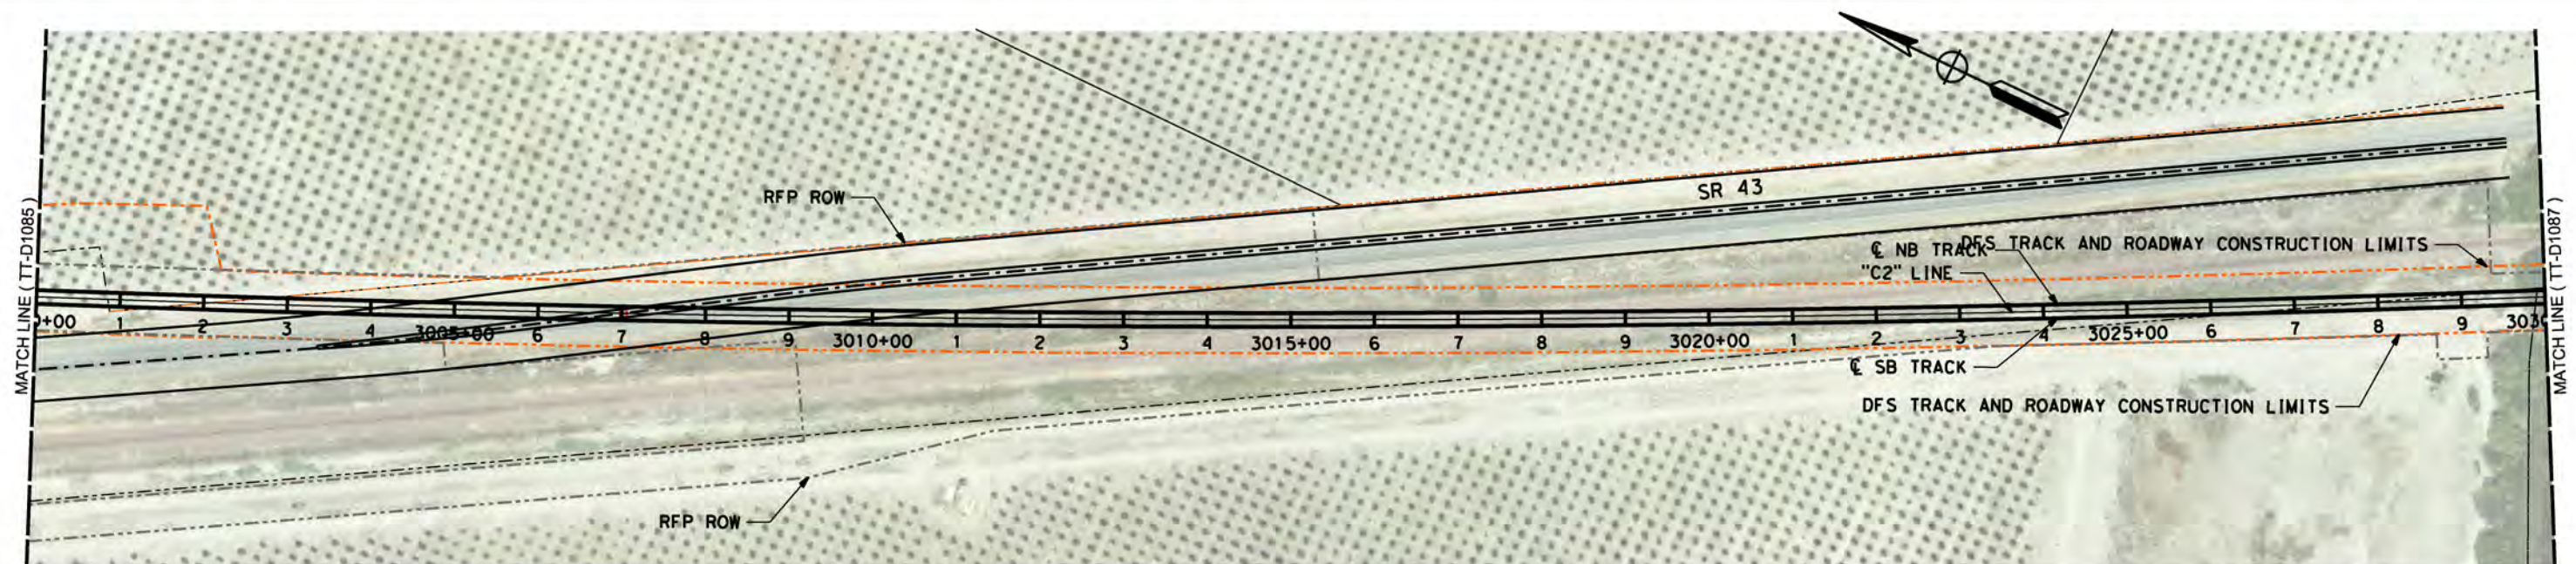 MATCH LINE ( TT-D1085 )
RFP ROW
SR 43
℄ NB TRACK
DFS TRACK AND ROADWAY CONSTRUCTION LIMITS
"C2" LINE
MATCH LINE ( TT-D1087 )
0+00 1 2 3 4 3005+00 6 7 8 9 3010+00 1 2 3 4 3015+00 6 7 8 9 3020+00 1 2 3 4 3025+00 6 7 8 9 3030
℄ SB TRACK
DFS TRACK AND ROADWAY CONSTRUCTION LIMITS
RFP ROW